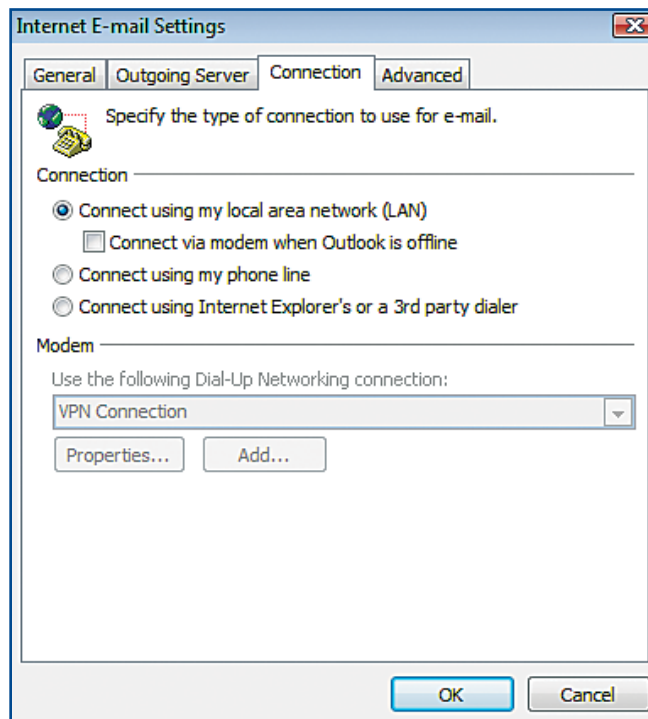 Internet E-mail Settings
General
Outgoing Server
Connection
Advanced
Specify the type of connection to use for e-mail.
Connection
Connect using my local area network (LAN)
Connect via modem when Outlook is offline
Connect using my phone line
Connect using Internet Explorer's or a 3rd party dialer
Modem
Use the following Dial-Up Networking connection:
VPN Connection
Properties...
Add...
OK
Cancel